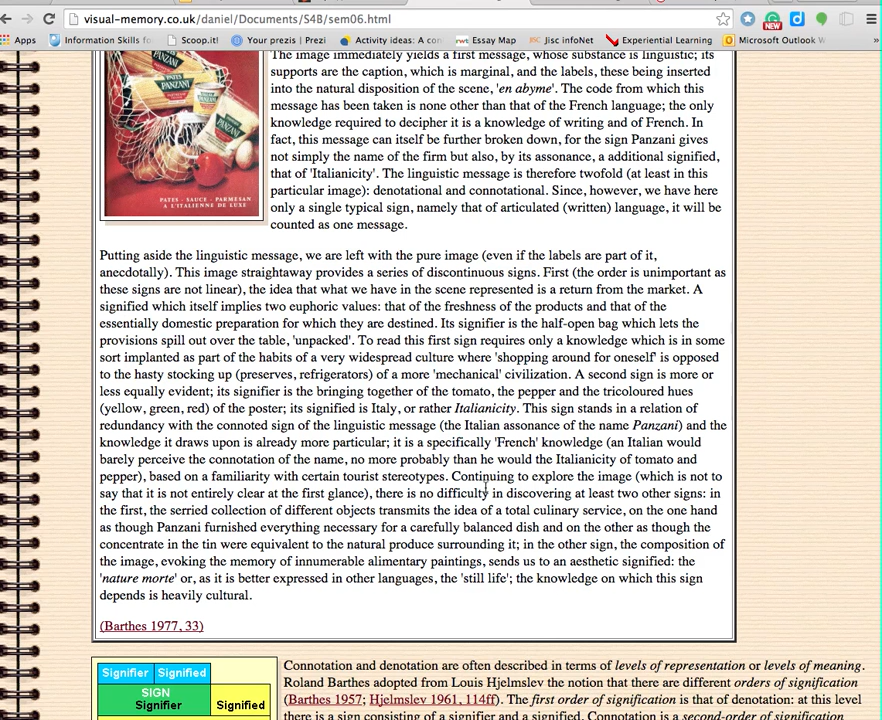 visual-memory.co.uk/daniel/Documents/S4B/sem06.html
Apps
Information Skills fo
Scoop.it!
Your prezis | Prezi
Activity ideas: A con
rwt Essay Map
Jisc infoNet
Experiential Learning
Microsoft Outlook W
NEW
The image immediately yields a first message, whose substance is linguistic; its
supports are the caption, which is marginal, and the labels, these being inserted
into the natural disposition of the scene, 'en abyme'. The code from which this
message has been taken is none other than that of the French language; the only
knowledge required to decipher it is a knowledge of writing and of French. In
fact, this message can itself be further broken down, for the sign Panzani gives
not simply the name of the firm but also, by its assonance, a additional signified,
that of 'Italianicity'. The linguistic message is therefore twofold (at least in this
particular image): denotational and connotational. Since, however, we have here
only a single typical sign, namely that of articulated (written) language, it will be
counted as one message.
PANZANI
PANZANI
PATES - SAUCE - PARMESAN
A L'ITALIENNE DE LUXE
Putting aside the linguistic message, we are left with the pure image (even if the labels are part of it,
anecdotally). This image straightaway provides a series of discontinuous signs. First (the order is unimportant as
these signs are not linear), the idea that what we have in the scene represented is a return from the market. A
signified which itself implies two euphoric values: that of the freshness of the products and that of the
essentially domestic preparation for which they are destined. Its signifier is the half-open bag which lets the
provisions spill out over the table, 'unpacked'. To read this first sign requires only a knowledge which is in some
sort implanted as part of the habits of a very widespread culture where 'shopping around for oneself' is opposed
to the hasty stocking up (preserves, refrigerators) of a more 'mechanical' civilization. A second sign is more or
less equally evident; its signifier is the bringing together of the tomato, the pepper and the tricoloured hues
(yellow, green, red) of the poster; its signified is Italy, or rather Italianicity. This sign stands in a relation of
redundancy with the connoted sign of the linguistic message (the Italian assonance of the name Panzani) and the
knowledge it draws upon is already more particular; it is a specifically 'French' knowledge (an Italian would
barely perceive the connotation of the name, no more probably than he would the Italianicity of tomato and
pepper), based on a familiarity with certain tourist stereotypes. Continuing to explore the image (which is not to
say that it is not entirely clear at the first glance), there is no difficulty in discovering at least two other signs: in
the first, the serried collection of different objects transmits the idea of a total culinary service, on the one hand
as though Panzani furnished everything necessary for a carefully balanced dish and on the other as though the
concentrate in the tin were equivalent to the natural produce surrounding it; in the other sign, the composition of
the image, evoking the memory of innumerable alimentary paintings, sends us to an aesthetic signified: the
'nature morte' or, as it is better expressed in other languages, the 'still life'; the knowledge on which this sign
depends is heavily cultural.
(Barthes 1977, 33)
Signifier Signified
SIGN
Signifier Signified
Connotation and denotation are often described in terms of levels of representation or levels of meaning.
Roland Barthes adopted from Louis Hjelmslev the notion that there are different orders of signification
(Barthes 1957; Hjelmslev 1961, 114ff). The first order of signification is that of denotation: at this level
there is a sign consisting of a signifier and a signified. Connotation is a second-order of signification